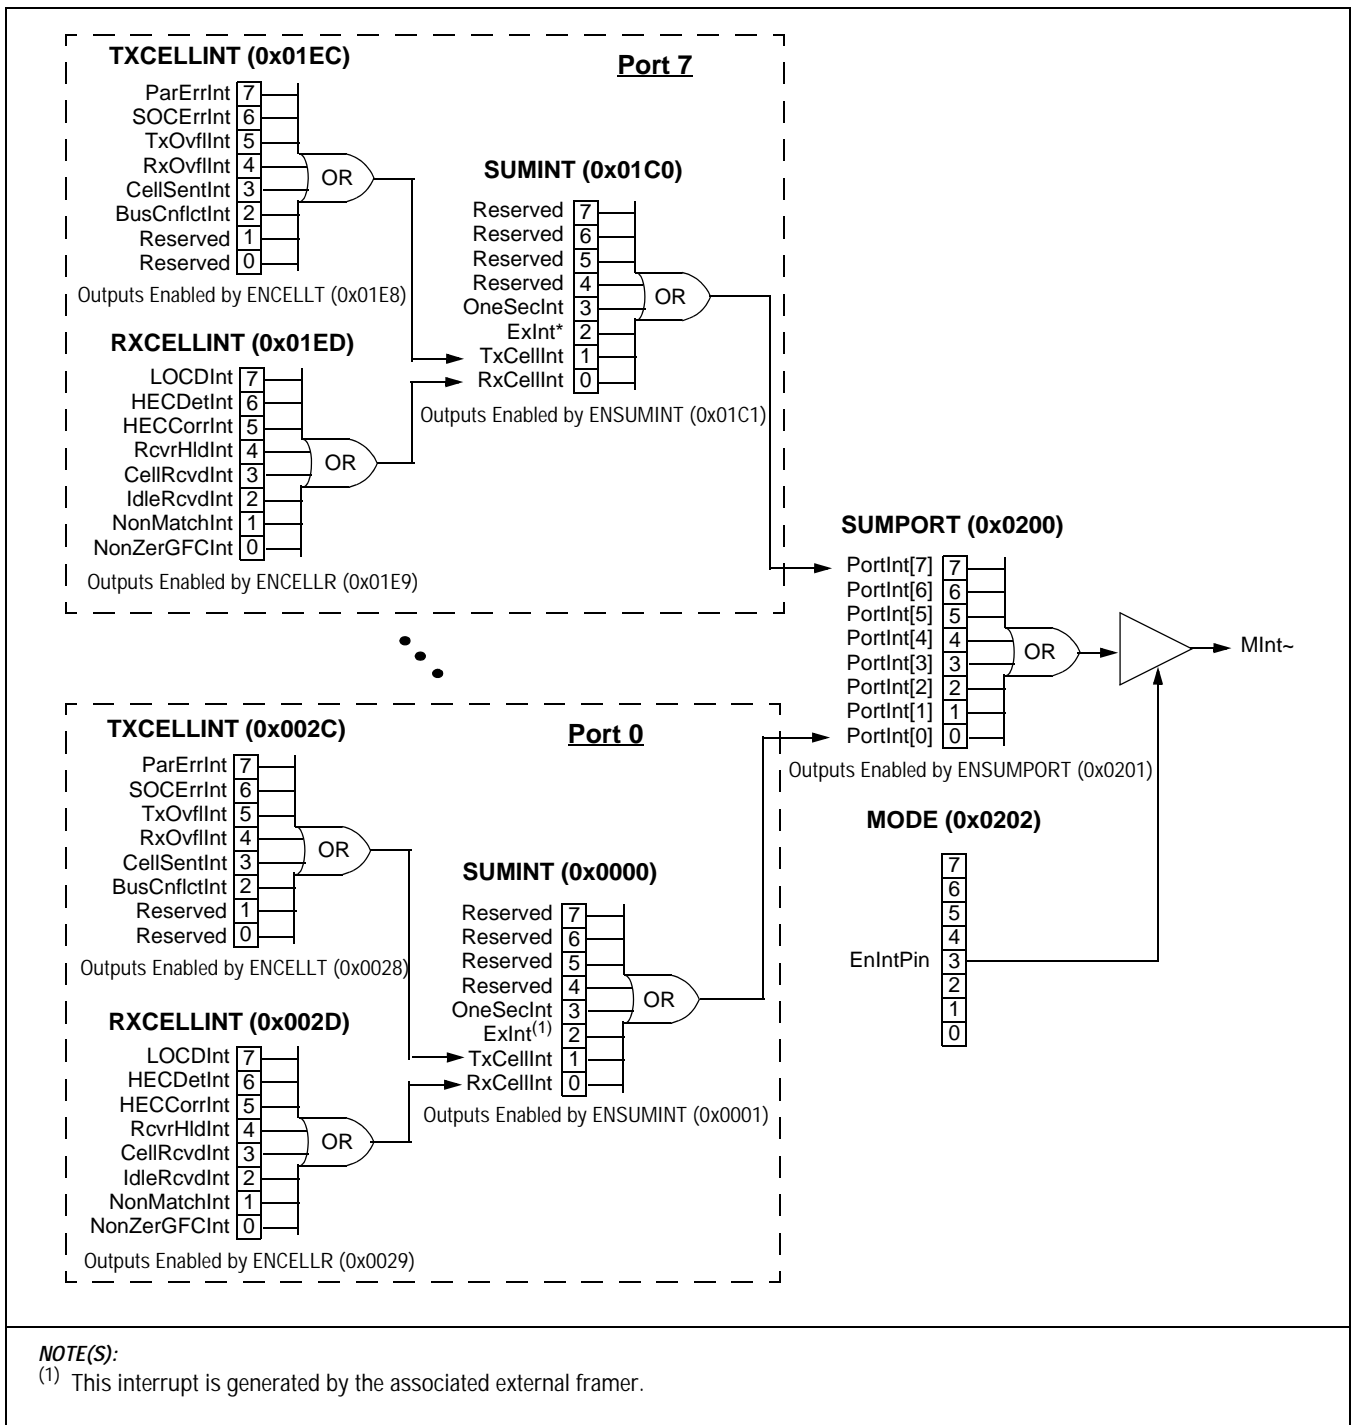 TXCELLINT (0x01EC)
Port 7
ParErrInt 7
SOCErrInt 6
TxOvflInt 5
RxOvflInt 4
CellSentInt 3
BusCnflctInt 2
Reserved 1
Reserved 0
OR
Outputs Enabled by ENCELLT (0x01E8)
RXCELLINT (0x01ED)
LOCDInt 7
HECDetInt 6
HECCorrInt 5
RcvrHldInt 4
CellRcvdInt 3
IdleRcvdInt 2
NonMatchInt 1
NonZerGFCInt 0
OR
Outputs Enabled by ENCELLR (0x01E9)
SUMINT (0x01C0)
Reserved 7
Reserved 6
Reserved 5
Reserved 4
OneSecInt 3
ExInt* 2
TxCellInt 1
RxCellInt 0
OR
Outputs Enabled by ENSUMINT (0x01C1)
SUMPORT (0x0200)
PortInt[7] 7
PortInt[6] 6
PortInt[5] 5
PortInt[4] 4
PortInt[3] 3
PortInt[2] 2
PortInt[1] 1
PortInt[0] 0
OR
MInt~
Outputs Enabled by ENSUMPORT (0x0201)
MODE (0x0202)
7
6
5
4
EnIntPin 3
2
1
0
TXCELLINT (0x002C)
Port 0
ParErrInt 7
SOCErrInt 6
TxOvflInt 5
RxOvflInt 4
CellSentInt 3
BusCnflctInt 2
Reserved 1
Reserved 0
OR
Outputs Enabled by ENCELLT (0x0028)
RXCELLINT (0x002D)
LOCDInt 7
HECDetInt 6
HECCorrInt 5
RcvrHldInt 4
CellRcvdInt 3
IdleRcvdInt 2
NonMatchInt 1
NonZerGFCInt 0
OR
Outputs Enabled by ENCELLR (0x0029)
SUMINT (0x0000)
Reserved 7
Reserved 6
Reserved 5
Reserved 4
OneSecInt 3
ExInt(1) 2
TxCellInt 1
RxCellInt 0
OR
Outputs Enabled by ENSUMINT (0x0001)
NOTE(S):
(1) This interrupt is generated by the associated external framer.